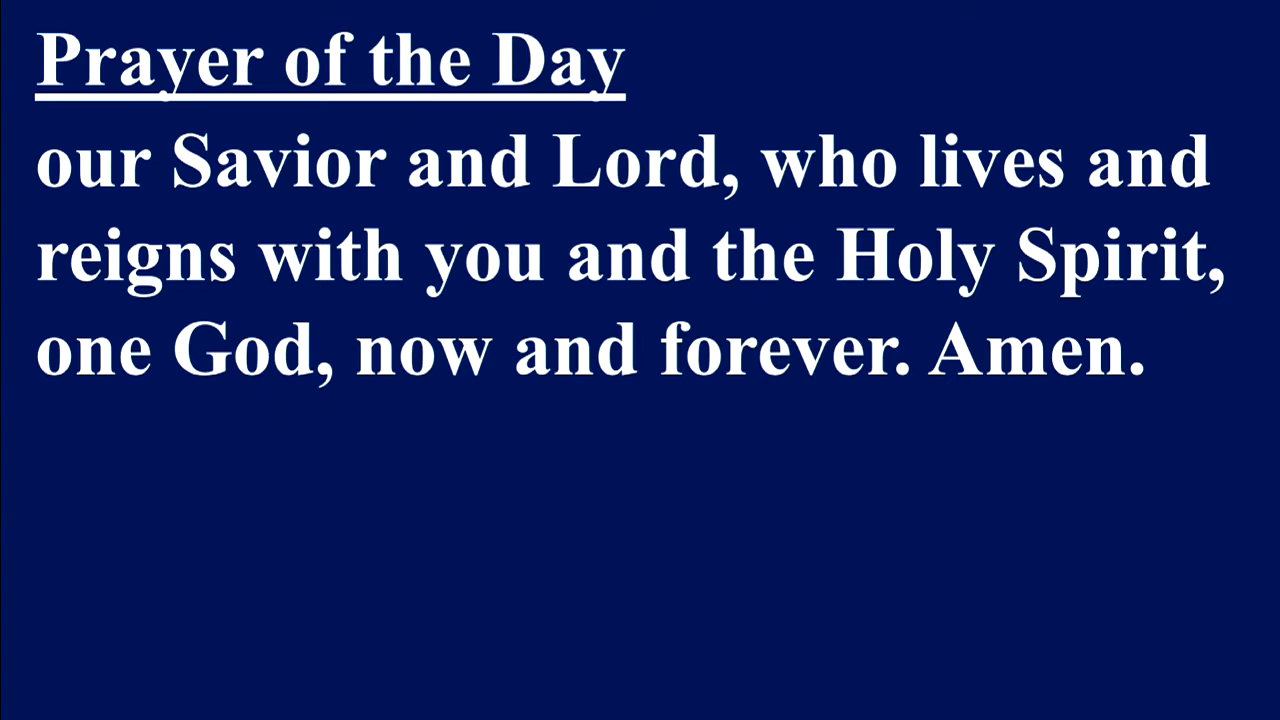 Prayer of the Day
our Savior and Lord, who lives and
reigns with you and the Holy Spirit,
one God, now and forever. Amen.